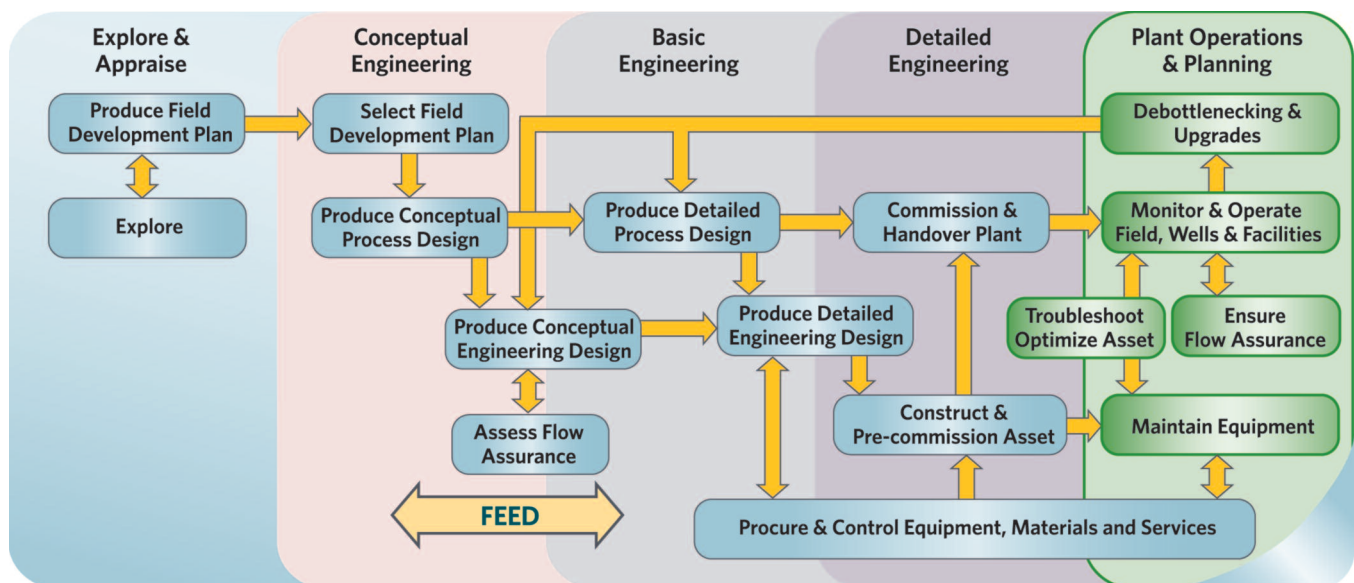 Explore &
Appraise
Conceptual
Engineering
Basic
Engineering
Detailed
Engineering
Plant Operations
& Planning
Produce Field
Development Plan
Select Field
Development Plan
Debottlenecking &
Upgrades
Explore
Produce Conceptual
Process Design
Produce Detailed
Process Design
Commission &
Handover Plant
Monitor & Operate
Field, Wells & Facilities
Produce Conceptual
Engineering Design
Produce Detailed
Engineering Design
Troubleshoot
Optimize Asset
Ensure
Flow Assurance
Assess Flow
Assurance
Construct &
Pre-commission Asset
Maintain Equipment
FEED
Procure & Control Equipment, Materials and Services